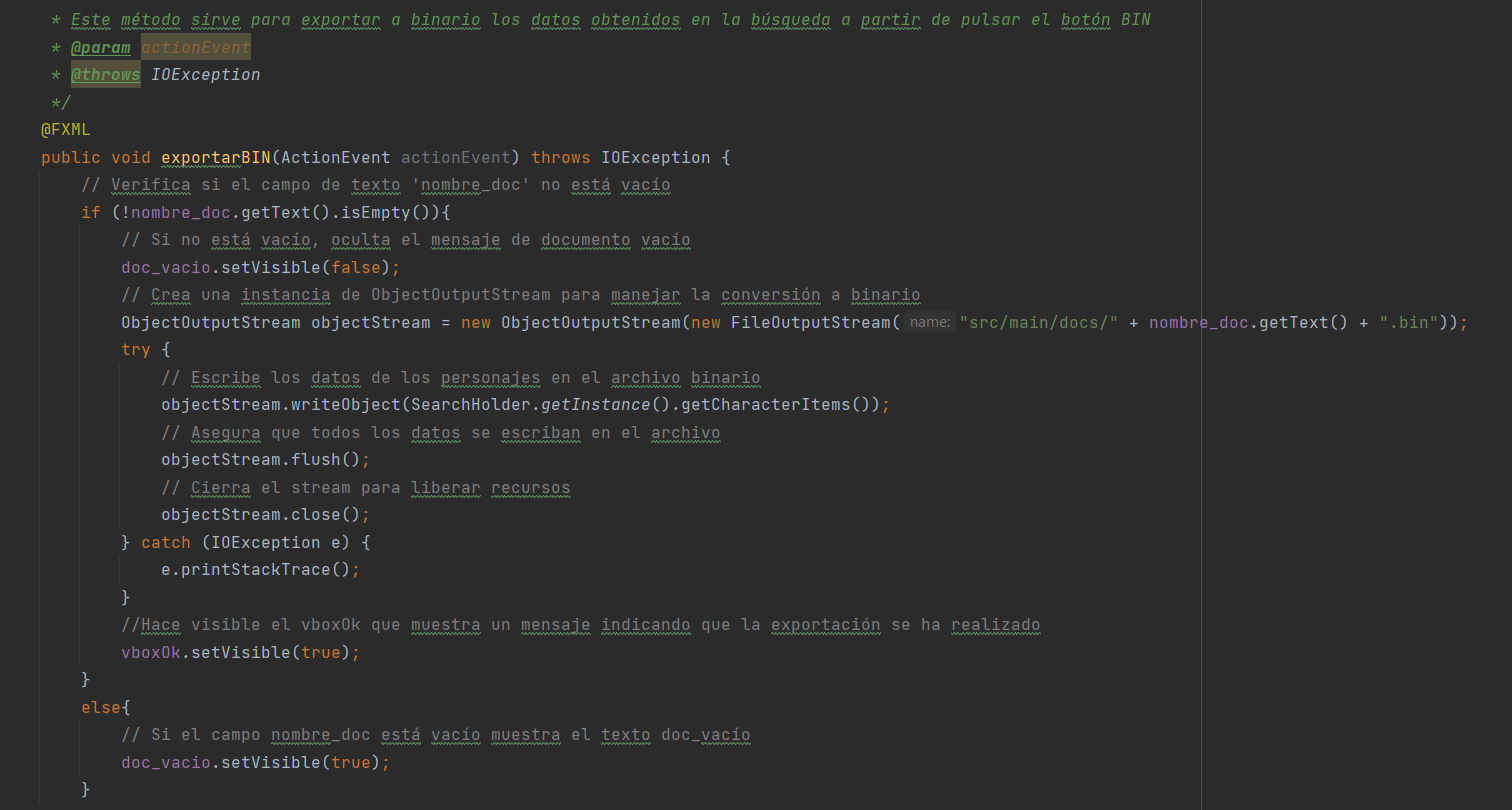 * Este método sirve para exportar a binario los datos obtenidos en la búsqueda a partir de pulsar el botón BIN
* @param actionEvent
* @throws IOException
*/
@FXML
public void exportarBIN(ActionEvent actionEvent) throws IOException {
// Verifica si el campo de texto 'nombre_doc' no está vacío
if (!nombre_doc.getText().isEmpty()){
// Si no está vacío, oculta el mensaje de documento vacío
doc_vacio.setVisible(false);
// Crea una instancia de ObjectOutputStream para manejar la conversión a binario
ObjectOutputStream objectStream = new ObjectOutputStream(new FileOutputStream( name: "src/main/docs/" + nombre_doc.getText() + ".bin"));
try {
// Escribe los datos de los personajes en el archivo binario
objectStream.writeObject(SearchHolder.getInstance().getCharacterItems());
// Asegura que todos los datos se escriban en el archivo
objectStream.flush();
// Cierra el stream para liberar recursos
objectStream.close();
} catch (IOException e) {
e.printStackTrace();
}
//Hace visible el vboxOk que muestra un mensaje indicando que la exportación se ha realizado
vboxOk.setVisible(true);
}
else{
// Si el campo nombre_doc está vacío muestra el texto doc_vacío
doc_vacio.setVisible(true);
}